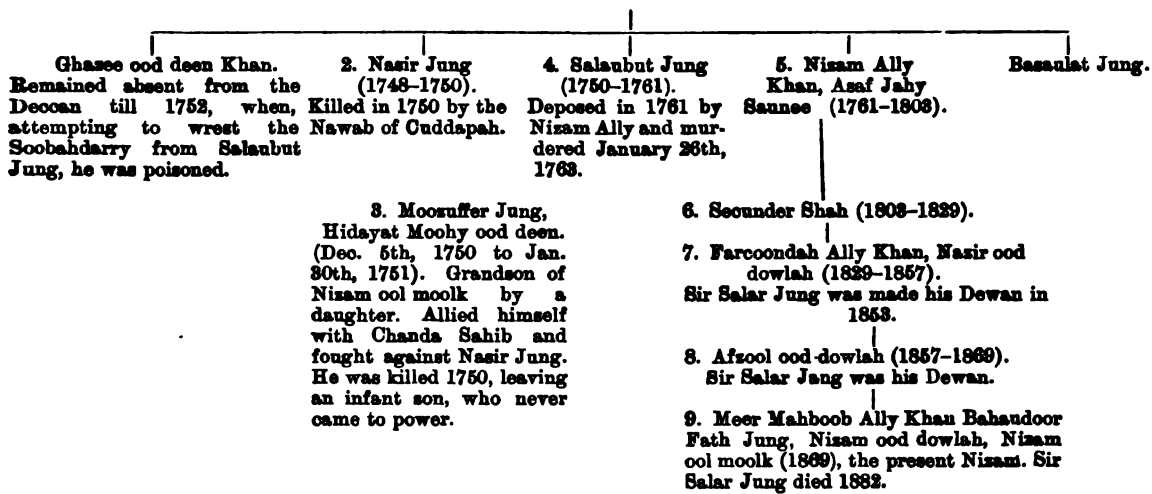 Ghazee ood deen Khan.
Remained absent from the
Deccan till 1752, when,
attempting to wrest the
Soobahdarry from Salaubut
Jung, he was poisoned.
2. Nasir Jung
(1748–1750).
Killed in 1750 by the
Nawab of Cuddapah.
4. Salaubut Jung
(1750–1761).
Deposed in 1761 by
Nizam Ally and mur-
dered January 26th,
1763.
5. Nizam Ally
Khan, Asaf Jahy
Saunee (1761–1803).
Basaulat Jung.
3. Moozuffer Jung,
Hidayat Moohy ood deen.
(Dec. 5th, 1750 to Jan.
30th, 1751). Grandson of
Nizam ool moolk by a
daughter. Allied himself
with Chanda Sahib and
fought against Nasir Jung.
He was killed 1750, leaving
an infant son, who never
came to power.
6. Secunder Shah (1803–1829).
7. Farcoondah Ally Khan, Nazir ood
dowlah (1829–1857).
Sir Salar Jung was made his Dewan in
1853.
8. Afzool ood-dowlah (1857–1869).
Sir Salar Jang was his Dewan.
9. Meer Mahboob Ally Khan Bahaudoor
Fath Jung, Nizam ood dowlah, Nizam
ool moolk (1869), the present Nizam. Sir
Salar Jung died 1882.